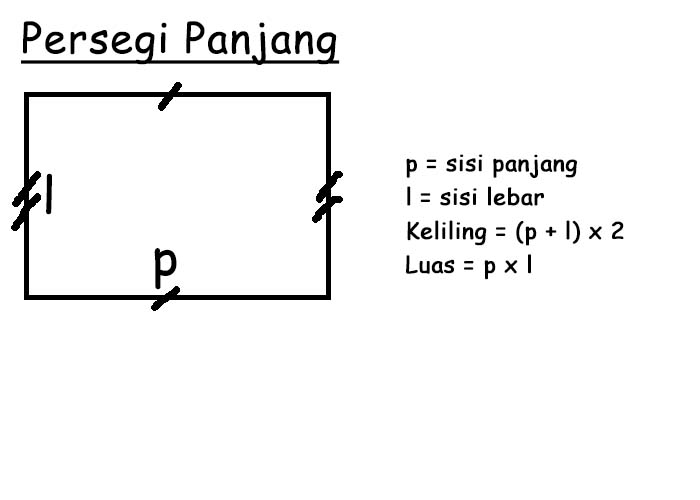 Persegi Panjang
l
p
p = sisi panjang
l = sisi lebar
Keliling = (p + l) x 2
Luas = p x l